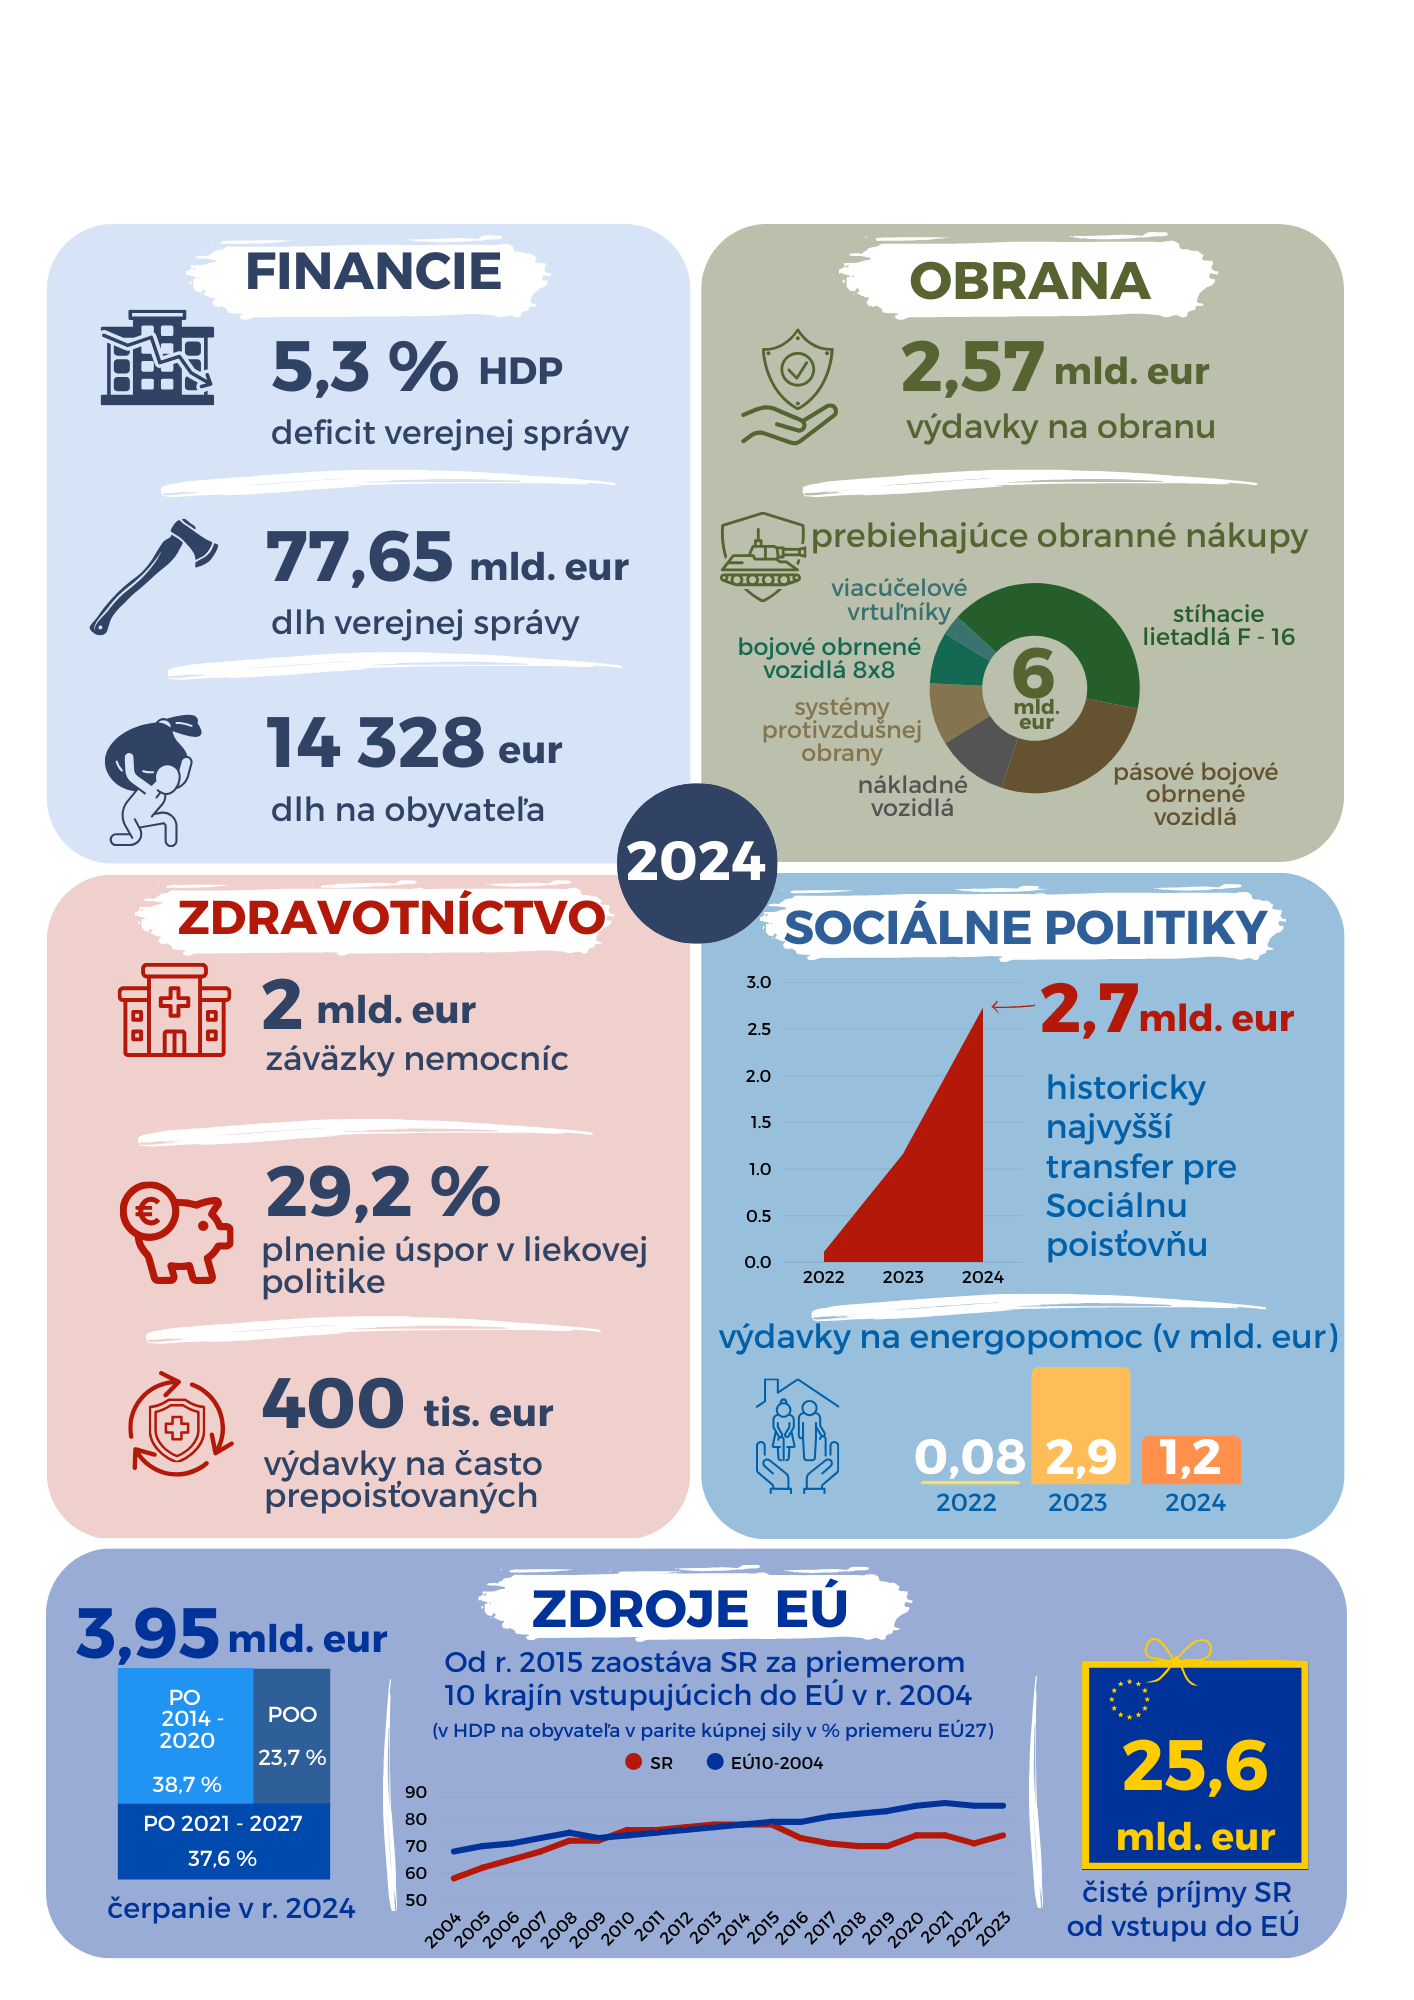 FINANCIE
5,3 % HDP
deficit verejnej správy
77,65 mld. eur
dlh verejnej správy
14 328 eur
dlh na obyvateľa
OBRANA
2,57 mld. eur
výdavky na obranu
prebiehajúce obranné nákupy
viacúčelové
vrtuľníky
bojové obrnené
vozidlá 8x8
systémy
protivzdušnej
obrany
nákladné
vozidlá
stíhacie
lietadlá F - 16
pásové bojové
obrnené
vozidlá
6
mld.
eur
2024
ZDRAVOTNÍCTVO
2 mld. eur
záväzky nemocníc
€
29,2 %
plnenie úspor v liekovej
politike
400 tis. eur
výdavky na často
prepoisťovaných
SOCIÁLNE POLITIKY
3.0
2.5
2.0
1.5
1.0
0.5
0.0
2022 2023 2024
2,7 mld. eur
historicky
najvyšší
transfer pre
Sociálnu
poisťovňu
výdavky na energopomoc (v mld. eur)
0,08 2,9 1,2
2022 2023 2024
ZDROJE EÚ
3,95 mld. eur
PO
2014 -
2020
38,7 %
POO
23,7 %
PO 2021 - 2027
37,6 %
čerpanie v r. 2024
Od r. 2015 zaostáva SR za priemerom
10 krajín vstupujúcich do EÚ v r. 2004
(v HDP na obyvateľa v parite kúpnej sily v % priemeru EÚ27)
SR EÚ10-2004
90
80
70
60
50
2004 2005 2006 2007 2008 2009 2010 2011 2012 2013 2014 2015 2016 2017 2018 2019 2020 2021 2022 2023
25,6
mld. eur
čisté príjmy SR
od vstupu do EÚ